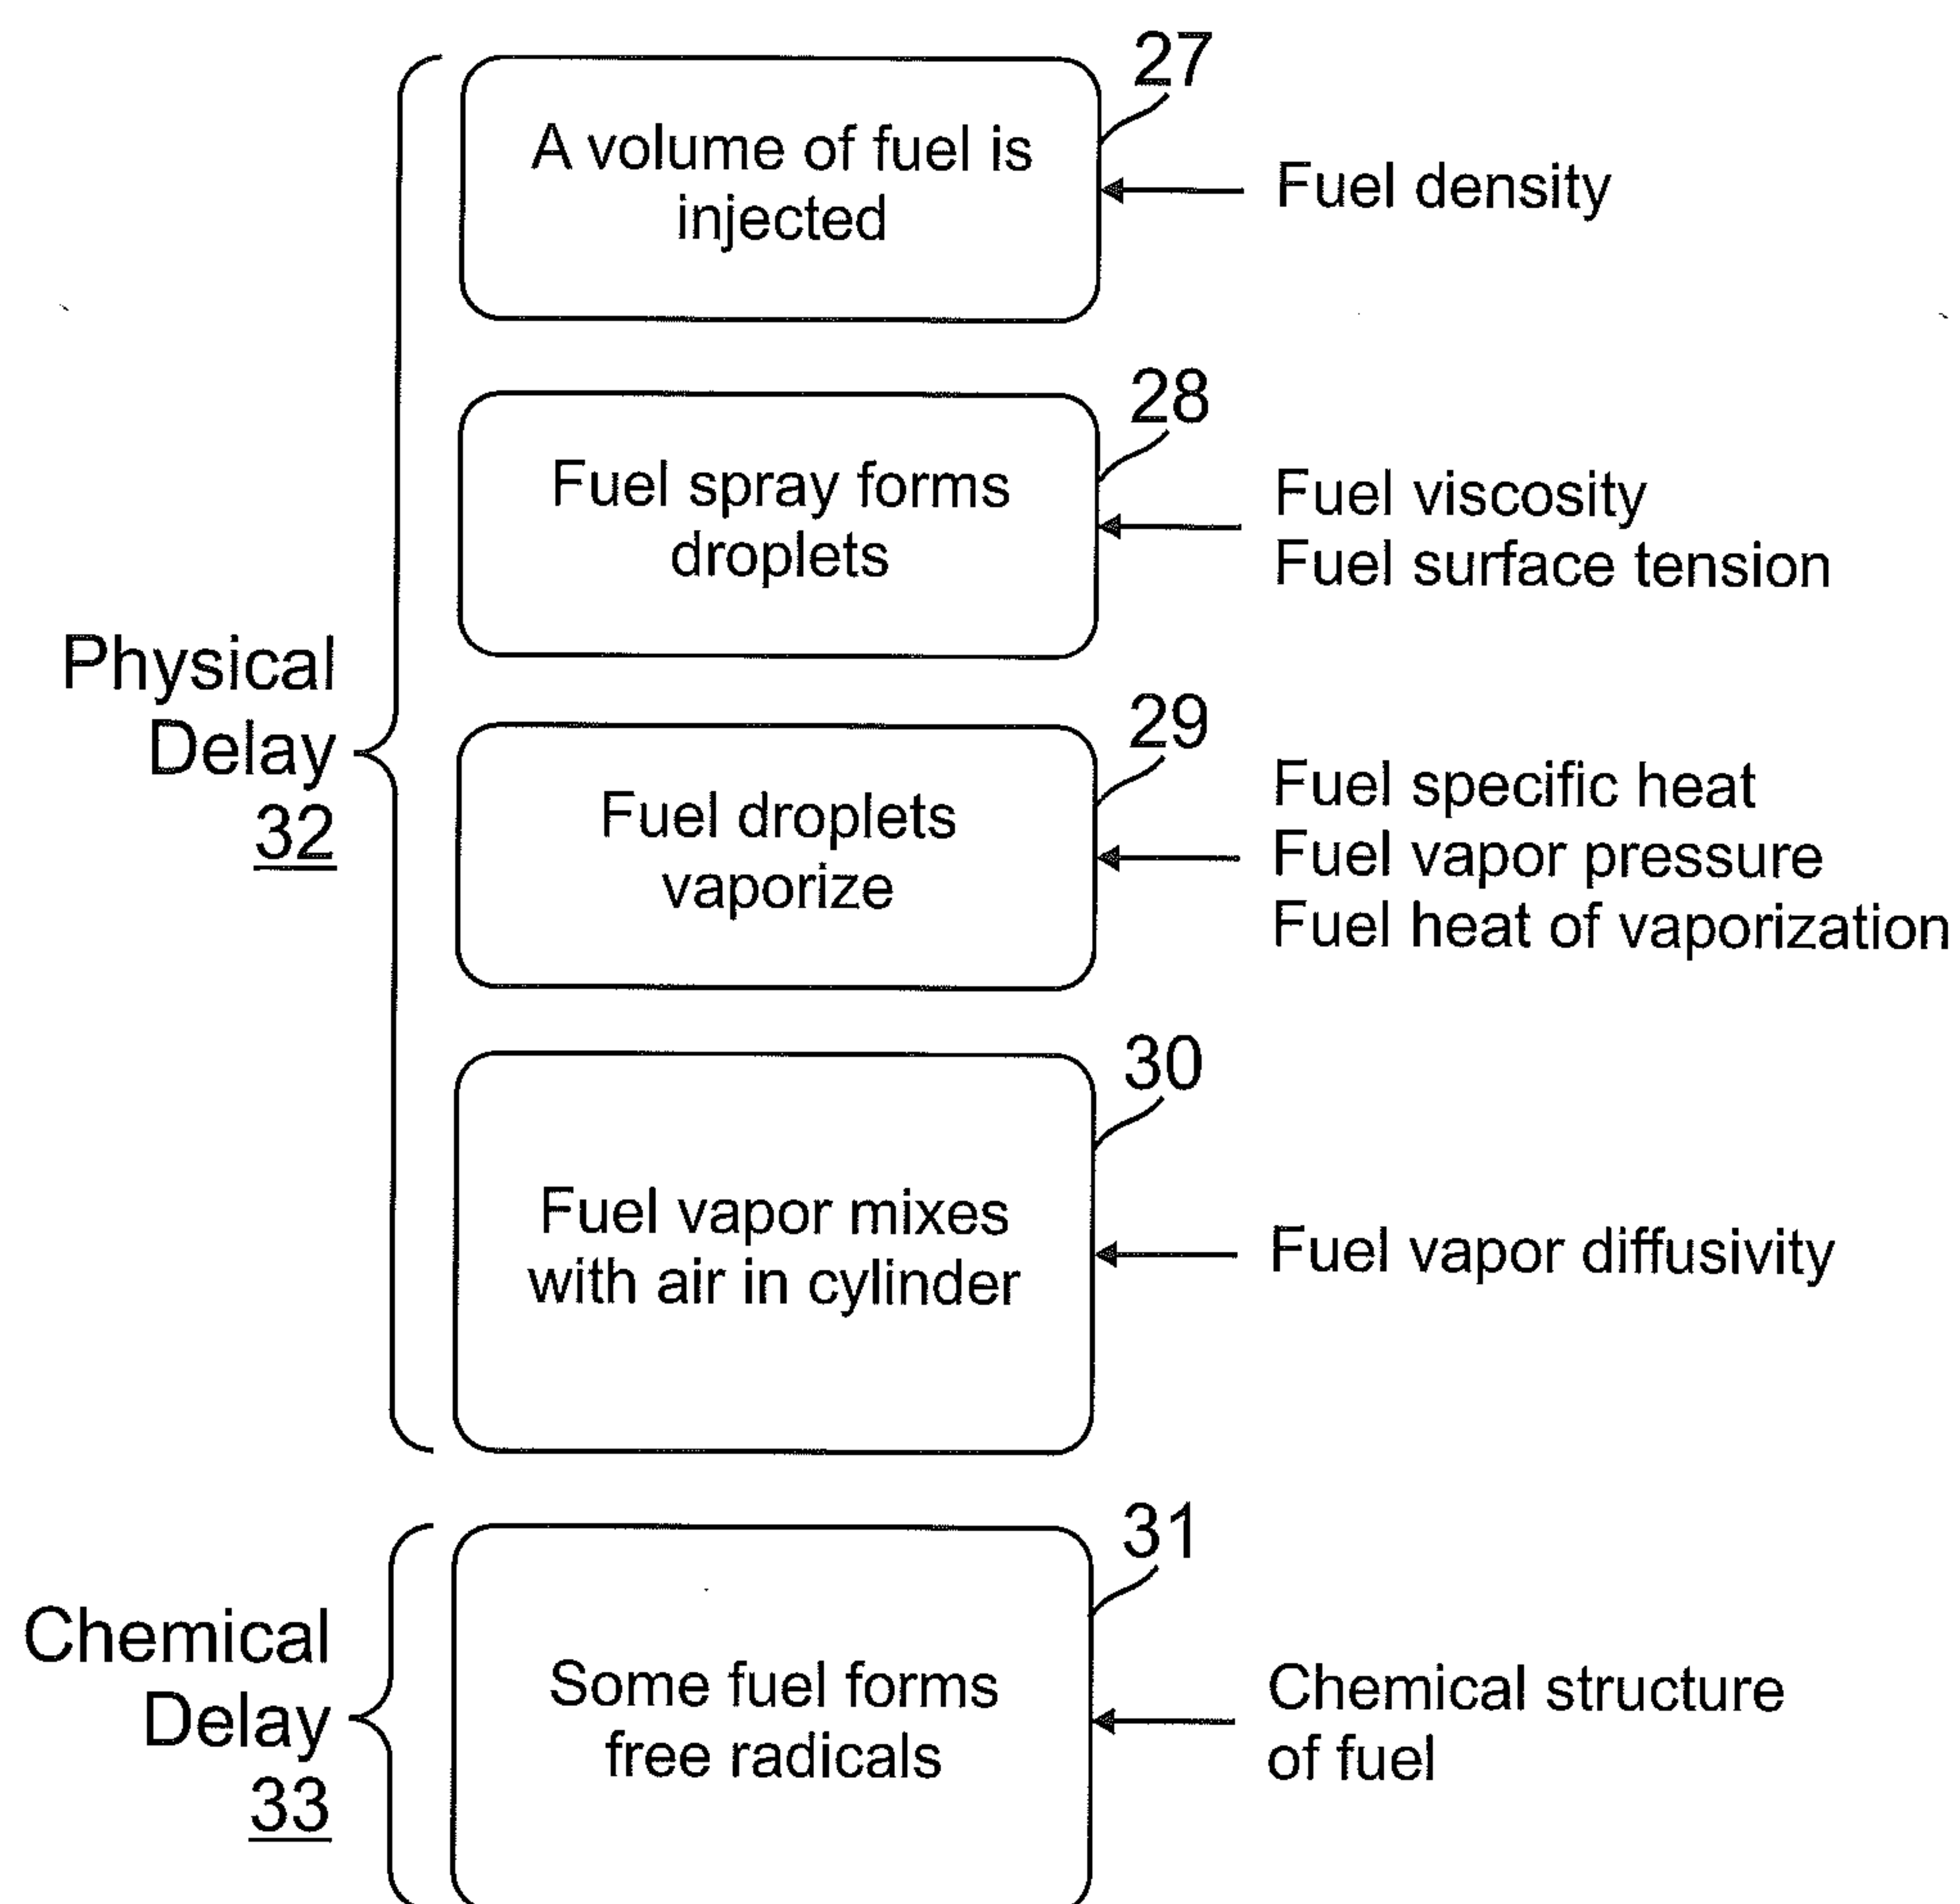 27
A volume of fuel is
injected
Fuel density
28
Fuel spray forms
droplets
Fuel viscosity
Fuel surface tension
Physical
Delay
32
29
Fuel droplets
vaporize
Fuel specific heat
Fuel vapor pressure
Fuel heat of vaporization
30
Fuel vapor mixes
with air in cylinder
Fuel vapor diffusivity
31
Chemical
Delay
33
Some fuel forms
free radicals
Chemical structure
of fuel